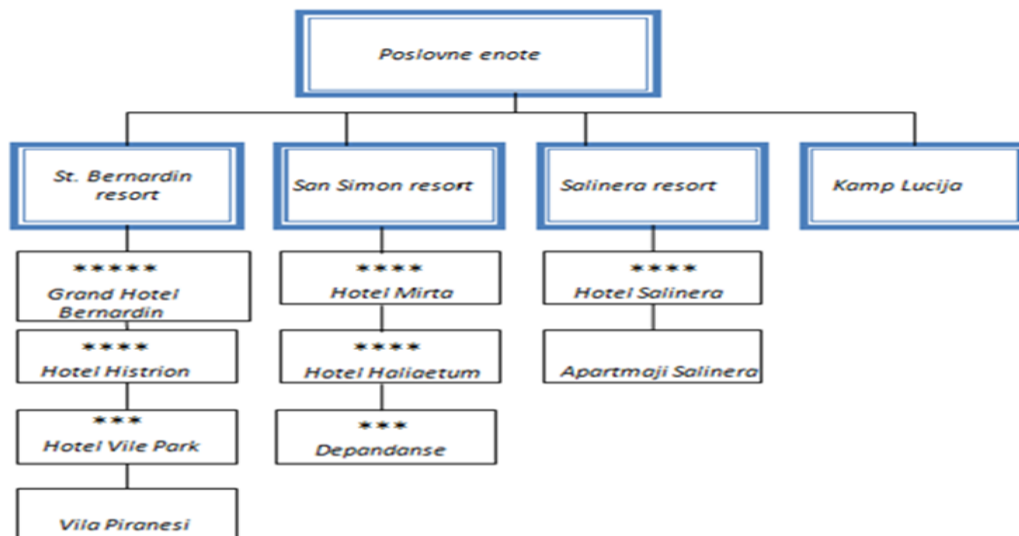 Poslovne enote
St. Bernardin
resort
San Simon resort
Salinera resort
Kamp Lucija
*****
Grand Hotel
Bernardin
****
Hotel Histrion
***
Hotel Vile Park
Vila Piranesi
****
Hotel Mirta
****
Hotel Haliaetum
***
Depandanse
****
Hotel Salinera
Apartmaji Salinera